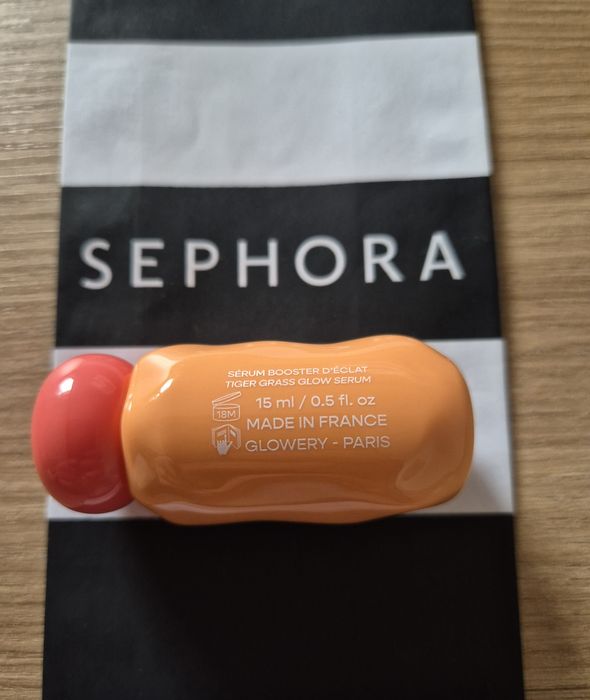 SEPHORA
SÉRUM BOOSTER D'ÉCLAT
TIGER GRASS GLOW SERUM
15 ml / 0.5 fl. oz
18M
MADE IN FRANCE
GLOWERY - PARIS